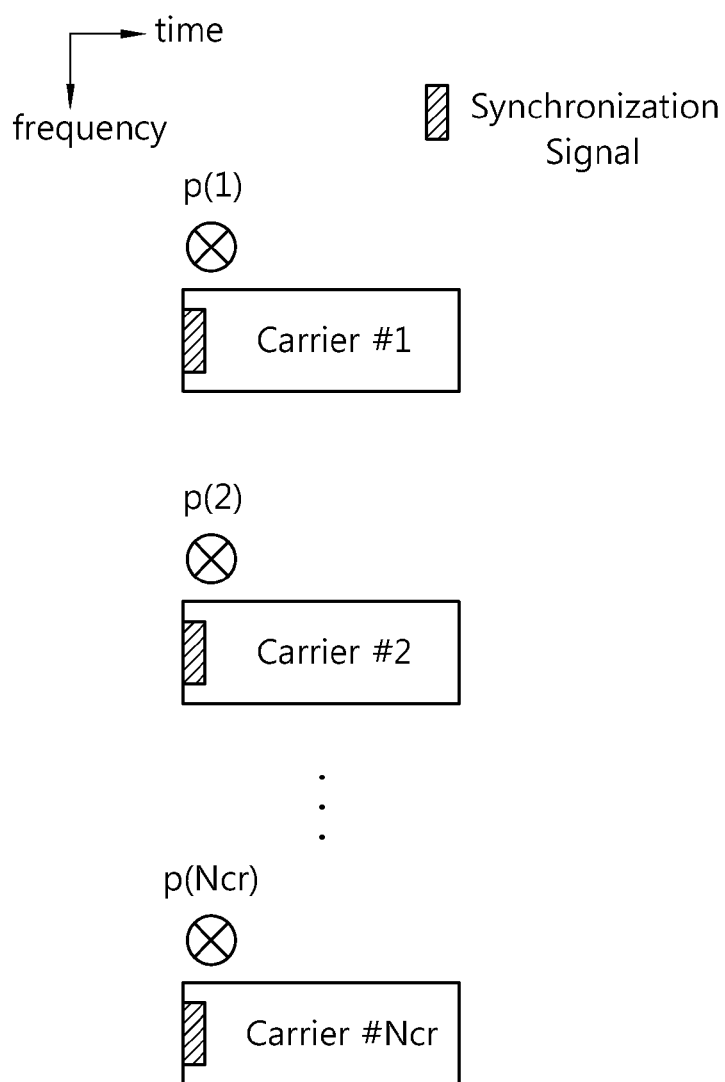 time
frequency
Synchronization
Signal
p(1)
Carrier #1
p(2)
Carrier #2
p(Ncr)
Carrier #Ncr